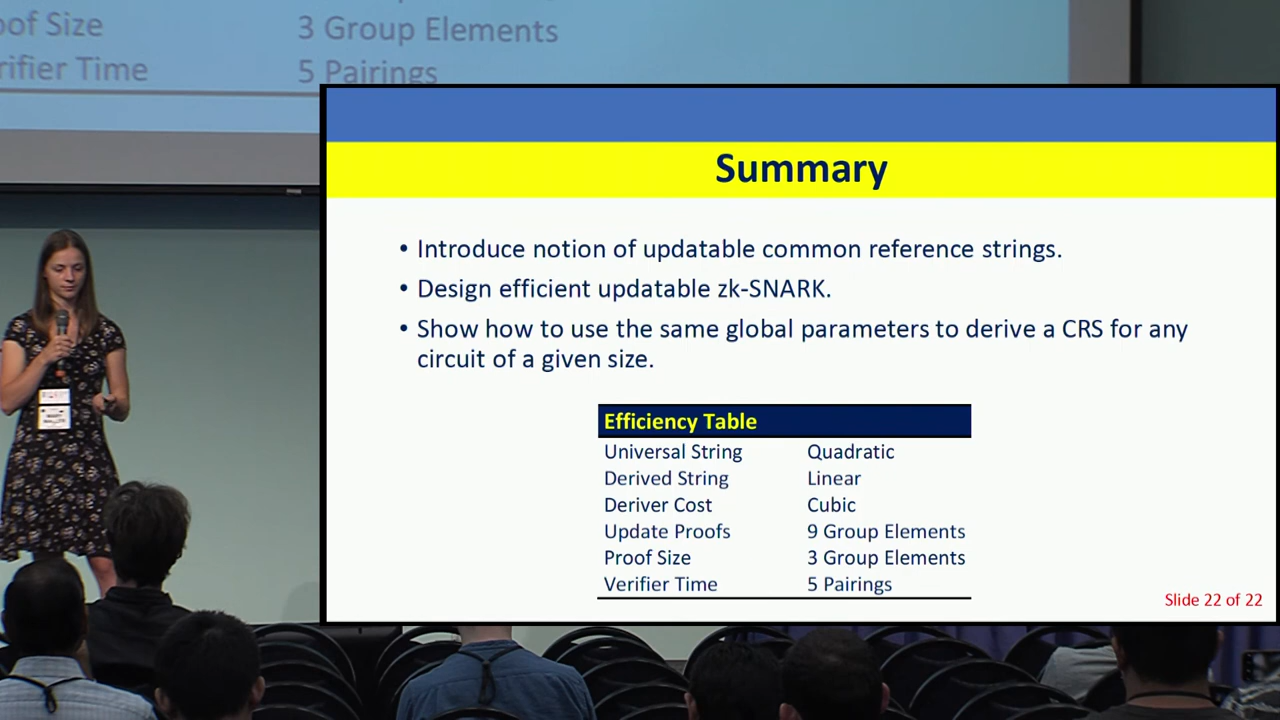 oof Size 3 Group Elements
rifier Time 5 Pairings
Summary
• Introduce notion of updatable common reference strings.
• Design efficient updatable zk-SNARK.
• Show how to use the same global parameters to derive a CRS for any
circuit of a given size.
Efficiency Table
Universal String Quadratic
Derived String Linear
Deriver Cost Cubic
Update Proofs 9 Group Elements
Proof Size 3 Group Elements
Verifier Time 5 Pairings
Slide 22 of 22
MARY